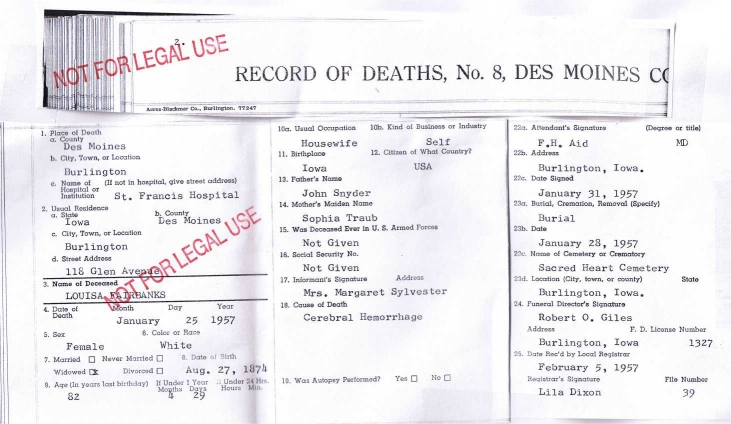 2.
NOT FOR LEGAL USE
RECORD OF DEATHS, No. 8, DES MOINES CO
Acres-Blackmar Co., Burlington. 77247
1. Place of Death
a. County
Des Moines
b. City, Town, or Location
Burlington
c. Name of (If not in hospital, give street address)
Hospital or
Institution St. Francis Hospital
2. Usual Residence
a. State b. County
Iowa Des Moines
c. City, Town, or Location
Burlington
d. Street Address
118 Glen Avenue
NOT FOR LEGAL USE
3. Name of Deceased
LOUISA FAIRBANKS
4. Date of Month Day Year
Death
January 25 1957
5. Sex 6. Color or Race
Female White
7. Married ☐ Never Married ☐ 8. Date of Birth
Widowed ☒ Divorced ☐ Aug. 27, 1874
9. Age (In years last birthday) If Under 1 Year If Under 24 Hrs.
Months Days Hours Min.
82 4 29
10a. Usual Occupation 10b. Kind of Business or Industry
Housewife Self
11. Birthplace 12. Citizen of What Country?
Iowa USA
13. Father's Name
John Snyder
14. Mother's Maiden Name
Sophia Traub
15. Was Deceased Ever in U. S. Armed Forces
Not Given
16. Social Security No.
Not Given
17. Informant's Signature Address
Mrs. Margaret Sylvester
18. Cause of Death
Cerebral Hemorrhage
19. Was Autopsy Performed? Yes ☐ No ☐
22a. Attendant's Signature (Degree or title)
F.H. Aid MD
22b. Address
Burlington, Iowa.
22c. Date Signed
January 31, 1957
23a. Burial, Cremation, Removal (Specify)
Burial
23b. Date
January 28, 1957
23c. Name of Cemetery or Crematory
Sacred Heart Cemetery
23d. Location (City, town, or county) State
Burlington, Iowa.
24. Funeral Director's Signature
Robert O. Giles
Address F. D. License Number
Burlington, Iowa 1327
25. Date Rec'd by Local Registrar
February 5, 1957
Registrar's Signature File Number
Lila Dixon 39